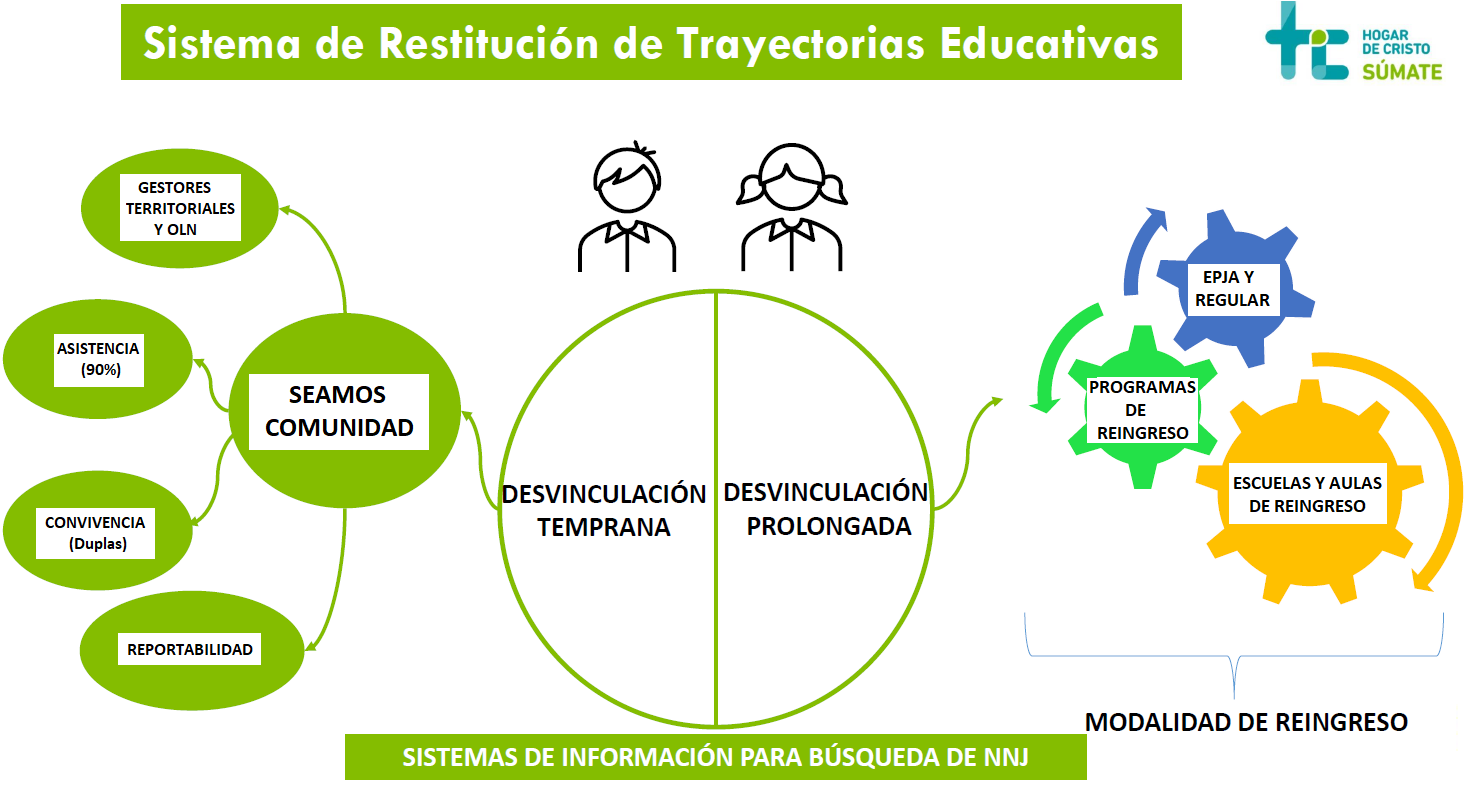 Sistema de Restitución de Trayectorias Educativas
HOGAR
DE CRISTO
SÚMATE
GESTORES
TERRITORIALES
Y OLN
ASISTENCIA
(90%)
SEAMOS
COMUNIDAD
CONVIVENCIA
(Duplas)
REPORTABILIDAD
DESVINCULACIÓN
TEMPRANA
DESVINCULACIÓN
PROLONGADA
EPJA Y
REGULAR
PROGRAMAS
DE
REINGRESO
ESCUELAS Y AULAS
DE REINGRESO
MODALIDAD DE REINGRESO
SISTEMAS DE INFORMACIÓN PARA BÚSQUEDA DE NNJ